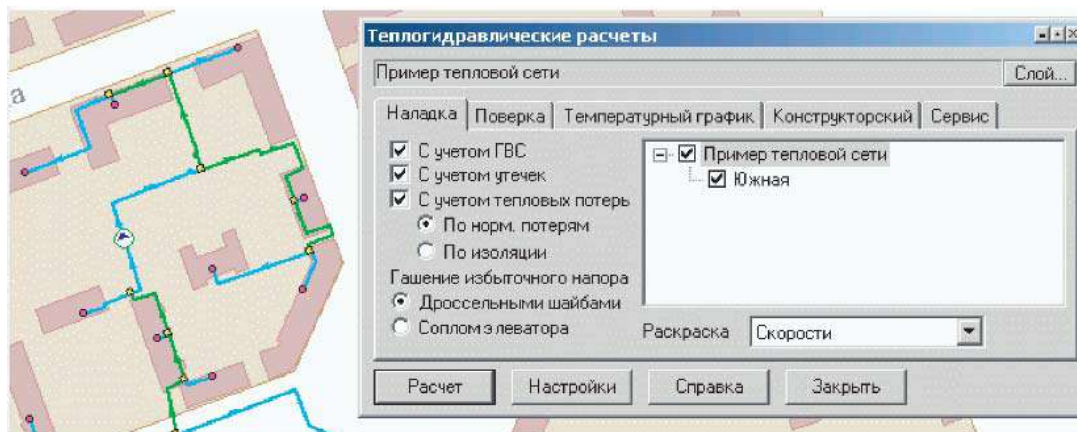 а
Теплогидравлические расчеты
Пример тепловой сети
Слой...
Наладка Поверка Температурный график Конструкторский Сервис
С учетом ГВС
С учетом утечек
С учетом тепловых потерь
По норм. потерям
По изоляции
Гашение избыточного напора
Дроссельными шайбами
Соплом элеватора
Пример тепловой сети
Южная
Раскраска Скорости
Расчет Настройки Справка Закрыть